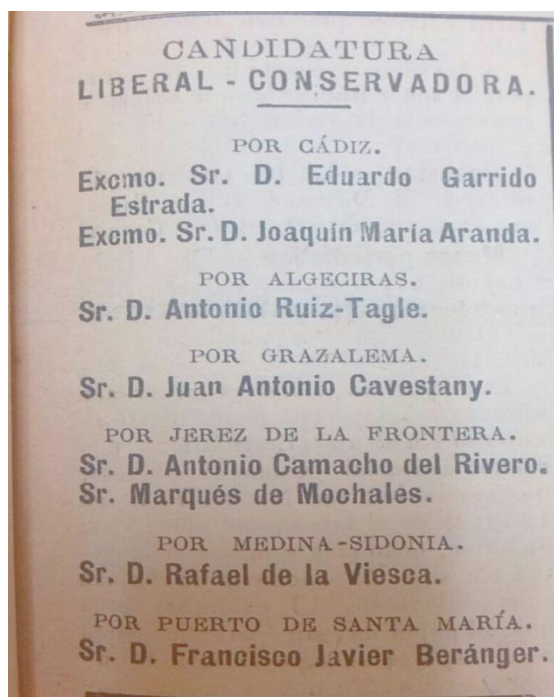 CANDIDATURA
LIBERAL - CONSERVADORA.
POR CÁDIZ.
Excmo. Sr. D. Eduardo Garrido
Estrada.
Excmo. Sr. D. Joaquín María Aranda.
POR ALGECIRAS.
Sr. D. Antonio Ruiz-Tagle.
POR GRAZALEMA.
Sr. D. Juan Antonio Cavestany.
POR JEREZ DE LA FRONTERA.
Sr. D. Antonio Camacho del Rivero.
Sr. Marqués de Mochales.
POR MEDINA-SIDONIA.
Sr. D. Rafael de la Viesca.
POR PUERTO DE SANTA MARÍA.
Sr. D. Francisco Javier Beránger.